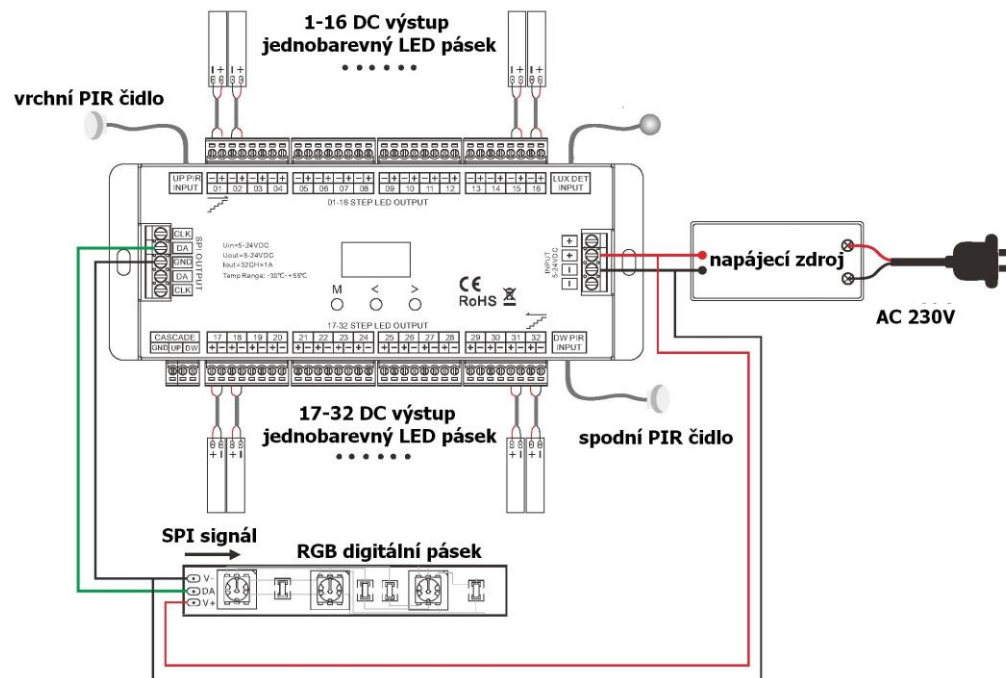 1-16 DC výstup
jednobarevný LED pásek
vrchní PIR čidlo
UP PIR INPUT
- + - + - + - +
01 02 03 04
- + - + - + - +
05 06 07 08
- + - + - + - +
09 10 11 12
- + - + - + - +
13 14 15 16
LUX DET INPUT
01-16 STEP LED OUTPUT
CLK
DA
GND
DA
CLK
SPI OUTPUT
Uin=5-24VDC
Uout=5-24VDC
Iout=32CH×1A
Temp Range: -30℃- +55℃
M < >
CE
RoHS
INPUT
5-24VDC
+
+
-
-
napájecí zdroj
AC 230V
17-32 STEP LED OUTPUT
CASCADE
GND UP DW
17 18 19 20
+ - + - + - + -
21 22 23 24
+ - + - + - + -
25 26 27 28
+ - + - + - + -
29 30 31 32
+ - + - + - + -
DW PIR INPUT
17-32 DC výstup
jednobarevný LED pásek
spodní PIR čidlo
SPI signál
RGB digitální pásek
V-
DA
V+